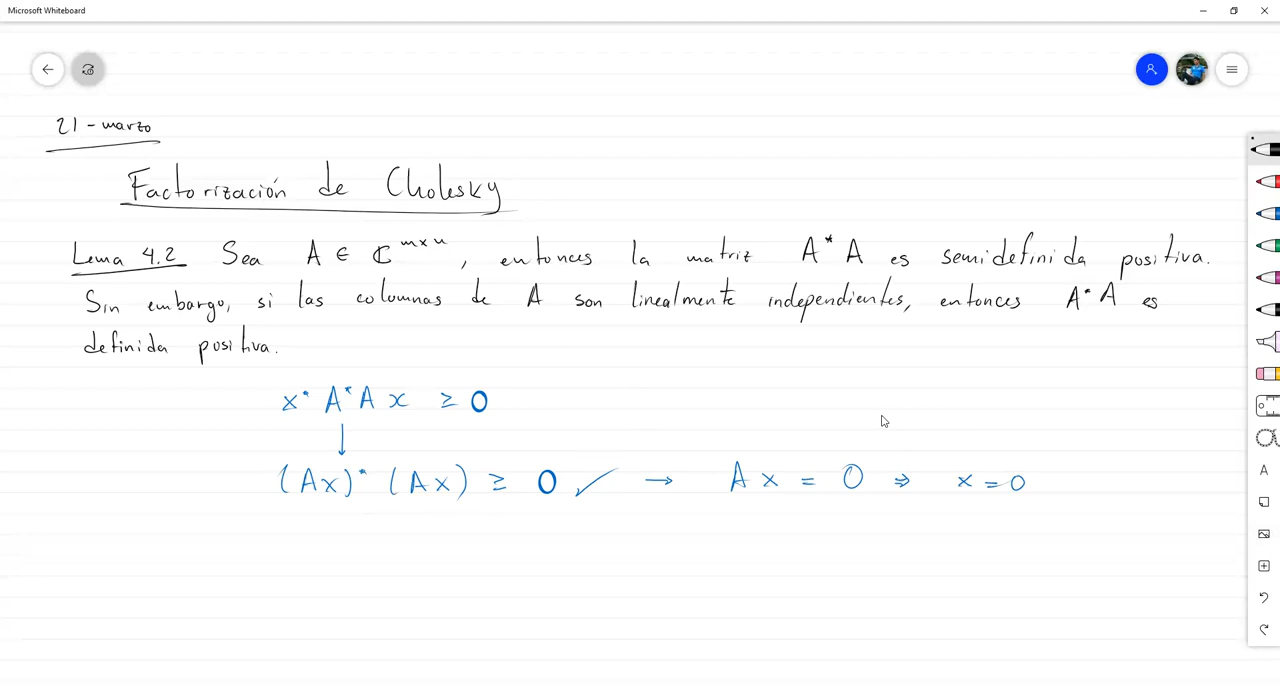 Microsoft Whiteboard
21 - marzo
Factorización de Cholesky
Lema 4.2 Sea A ∈ ℂ^{m×n}, entonces la matriz A* A es semidefinida positiva.
Sin embargo, si las columnas de A son linealmente independientes, entonces A* A es
definida positiva.
x* A* A x ≥ 0
↓
(Ax)* (Ax) ≥ 0 ✓ → A x = 0 ⇒ x = 0
A